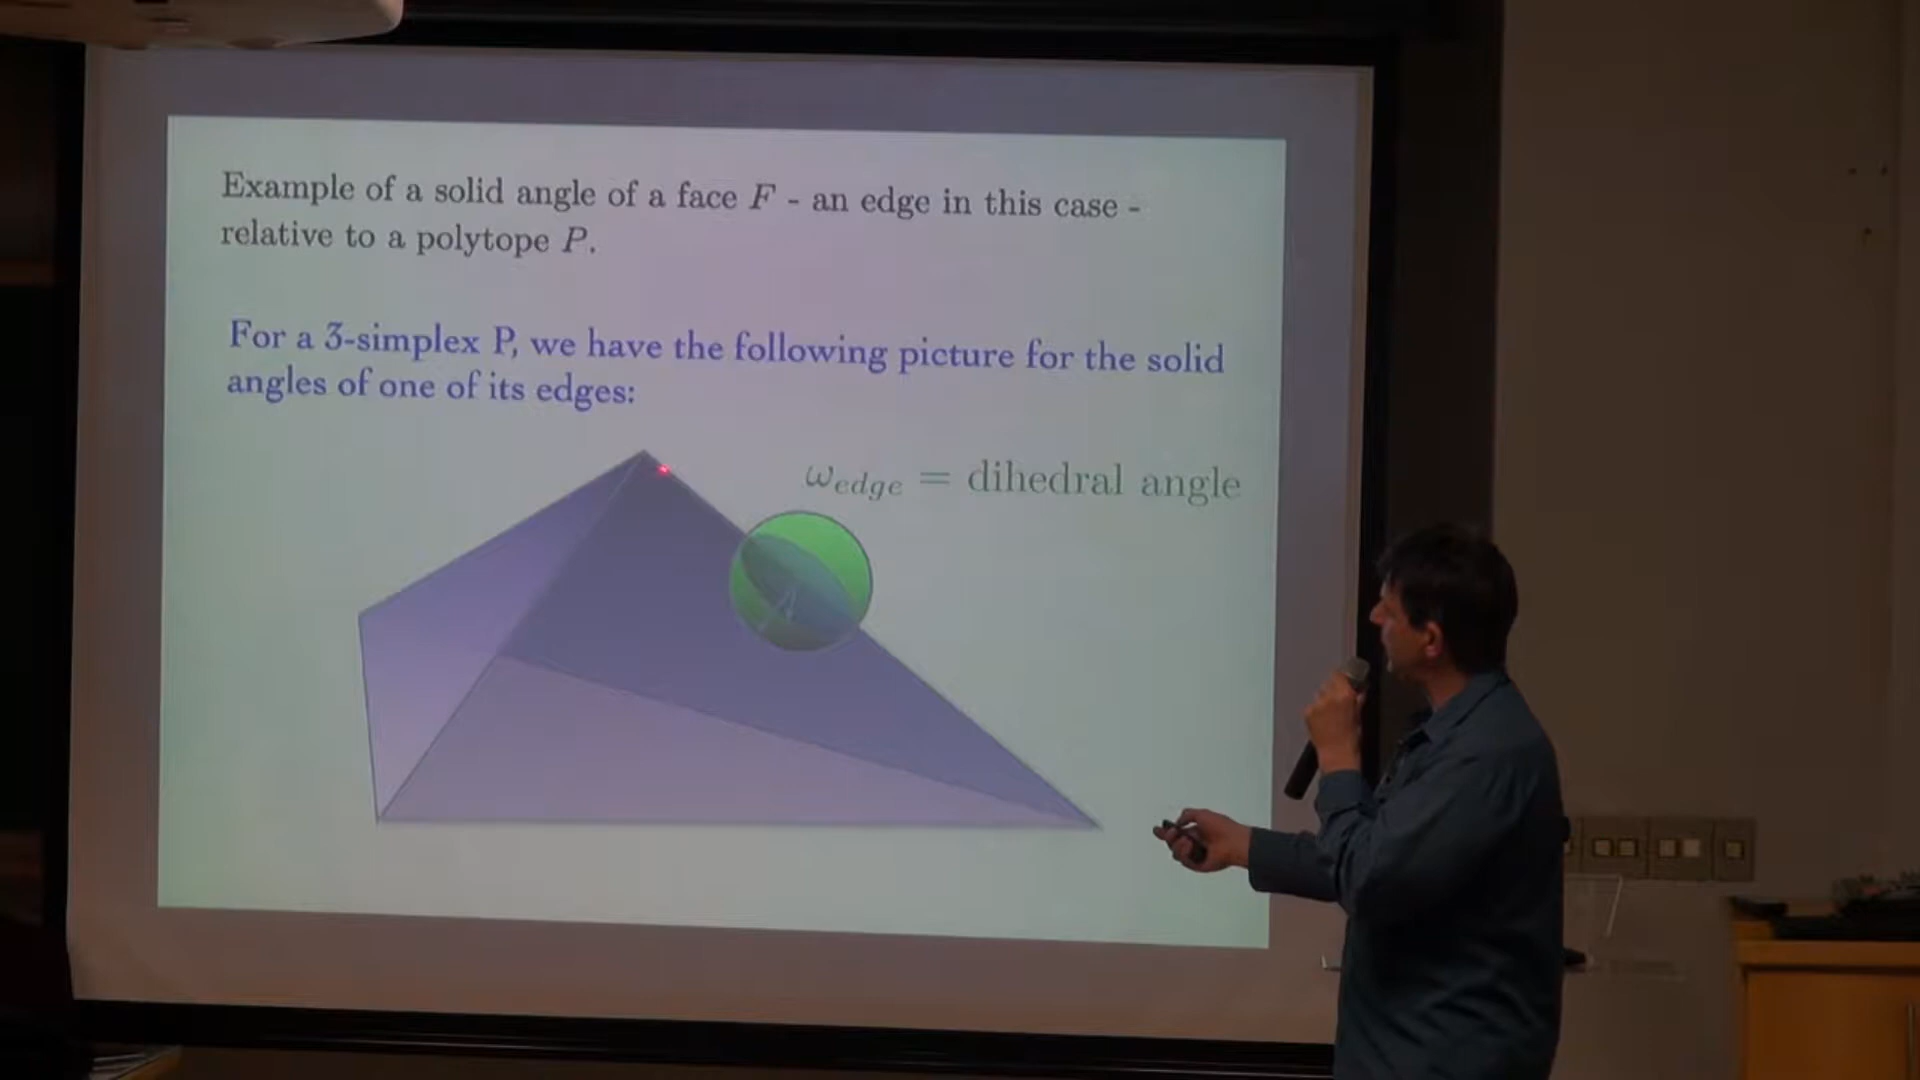 Example of a solid angle of a face F - an edge in this case -
relative to a polytope P.
For a 3-simplex P, we have the following picture for the solid
angles of one of its edges:
ω_edge = dihedral angle